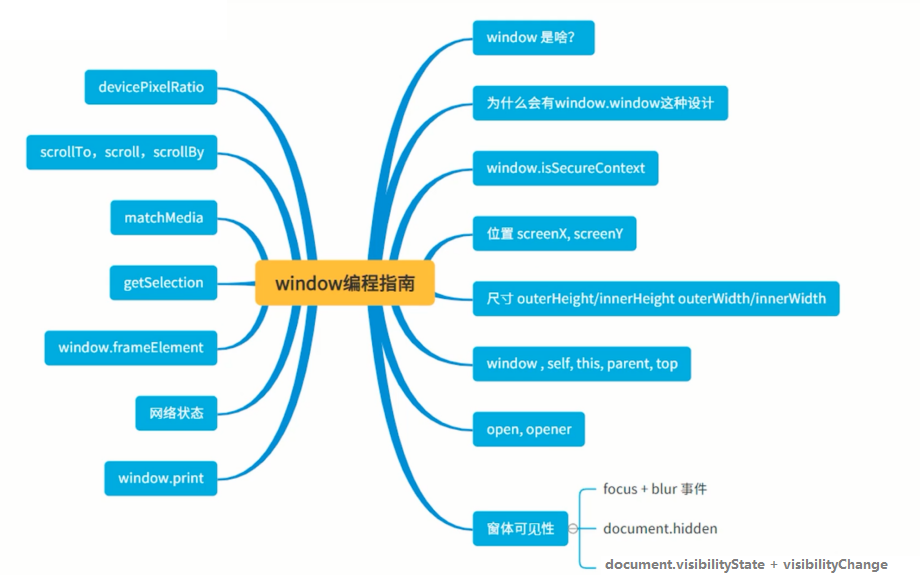 window编程指南
window 是啥?
为什么会有window.window这种设计
window.isSecureContext
位置 screenX, screenY
尺寸 outerHeight/innerHeight outerWidth/innerWidth
window , self, this, parent, top
open, opener
窗体可见性
focus + blur 事件
document.hidden
document.visibilityState + visibilityChange
devicePixelRatio
scrollTo，scroll，scrollBy
matchMedia
getSelection
window.frameElement
网络状态
window.print